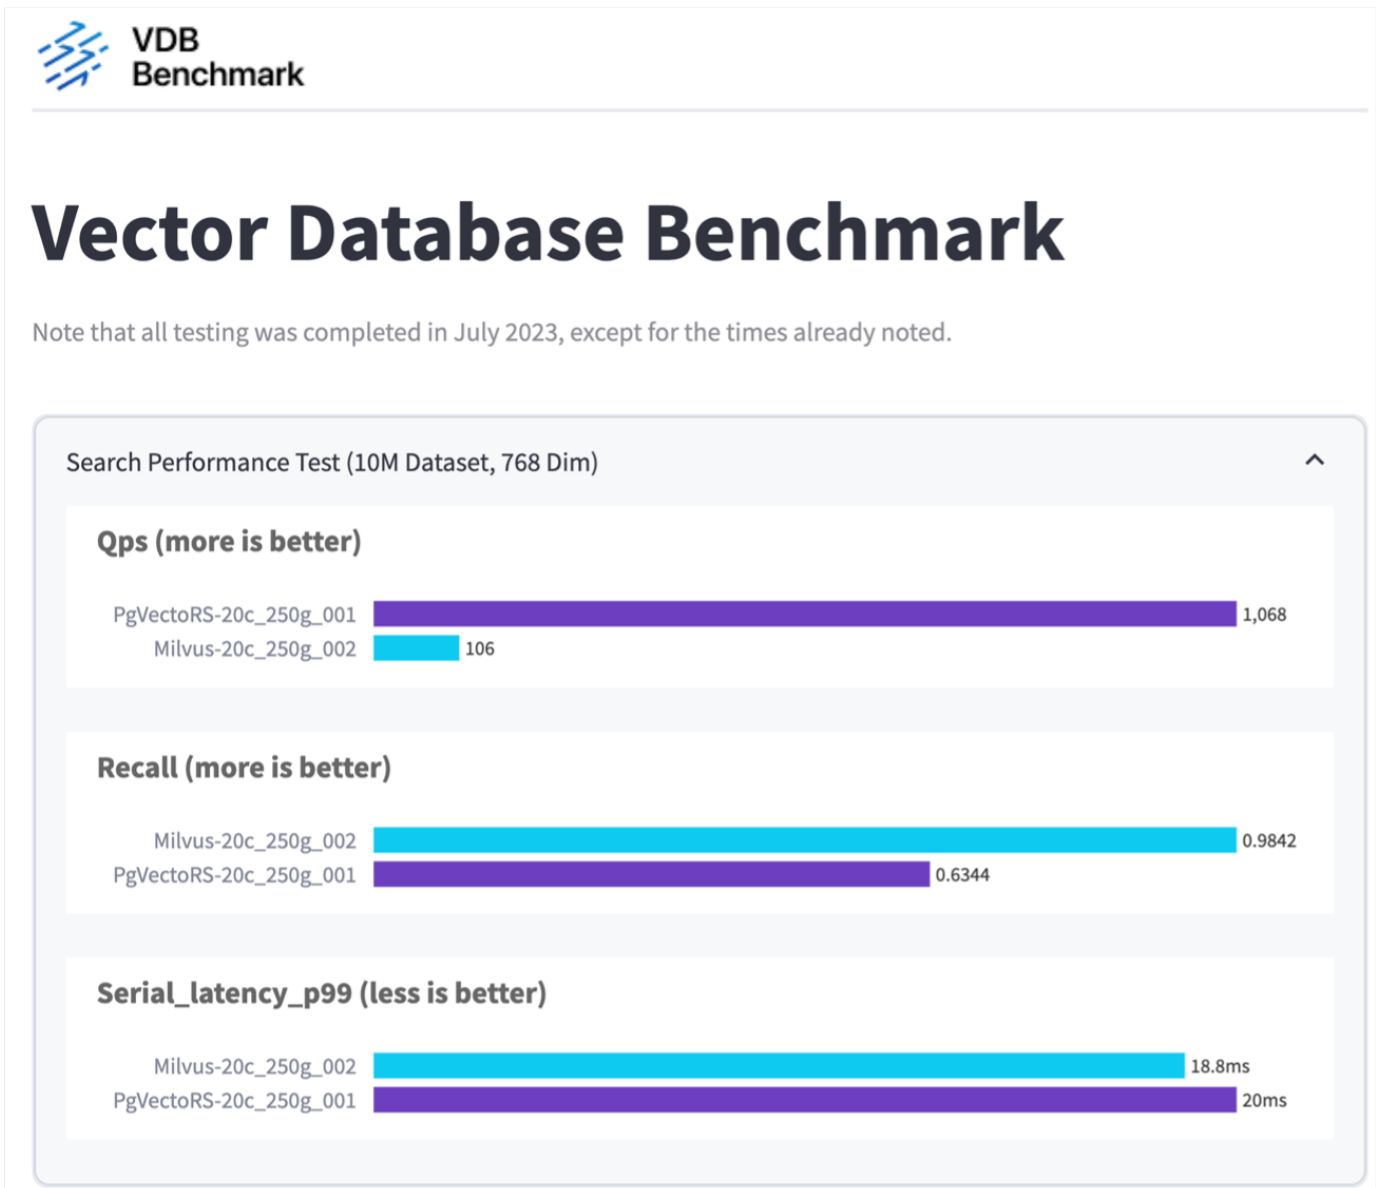 VDB
Benchmark
Vector Database Benchmark
Note that all testing was completed in July 2023, except for the times already noted.
Search Performance Test (10M Dataset, 768 Dim)
Qps (more is better)
PgVectoRS-20c_250g_001 1,068
Milvus-20c_250g_002 106
Recall (more is better)
Milvus-20c_250g_002 0.9842
PgVectoRS-20c_250g_001 0.6344
Serial_latency_p99 (less is better)
Milvus-20c_250g_002 18.8ms
PgVectoRS-20c_250g_001 20ms